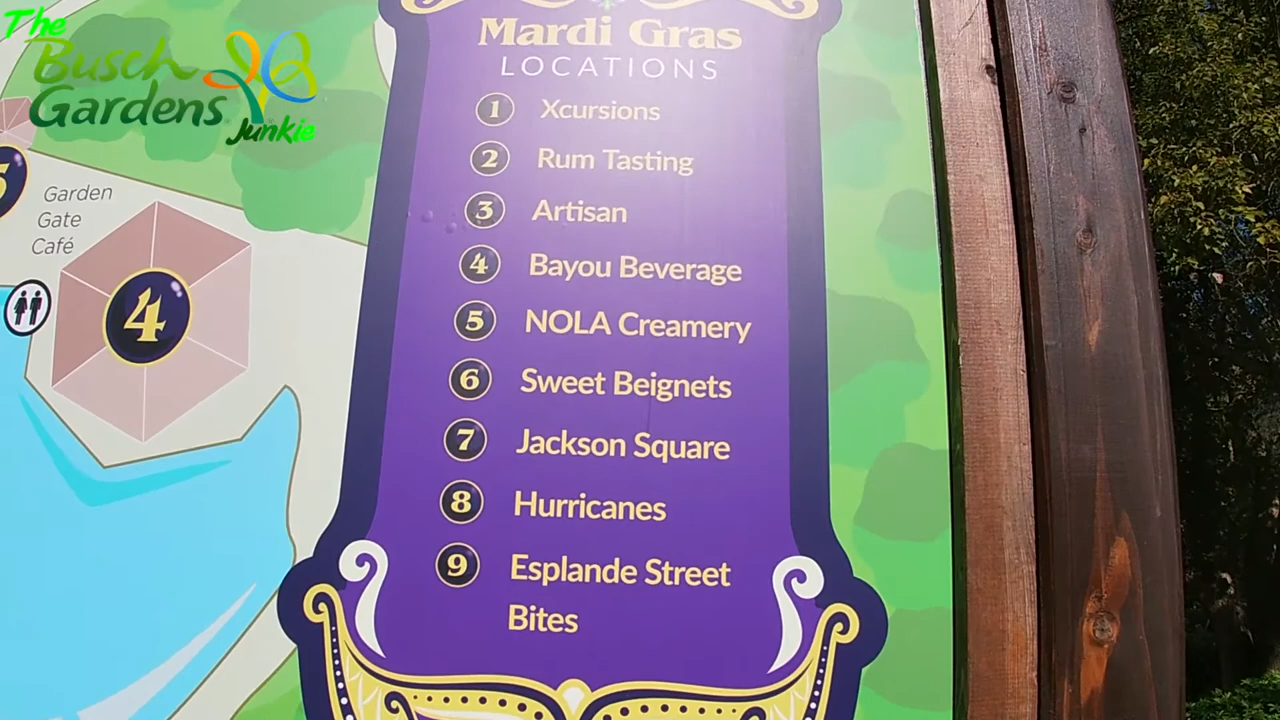 The
Busch
Gardens
Junkie
Mardi Gras
LOCATIONS
1 Xcursions
2 Rum Tasting
3 Artisan
4 Bayou Beverage
5 NOLA Creamery
6 Sweet Beignets
7 Jackson Square
8 Hurricanes
9 Esplande Street
Bites
5
Garden
Gate
Café
4